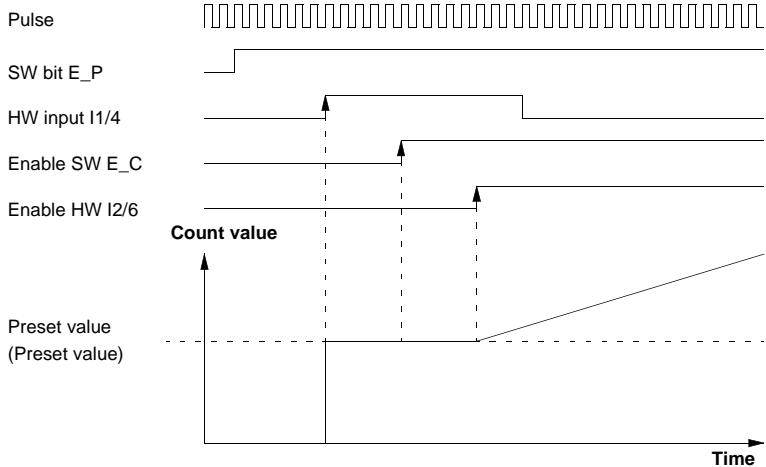 Pulse
SW bit E_P
HW input I1/4
Enable SW E_C
Enable HW I2/6
Count value
Preset value
(Preset value)
Time